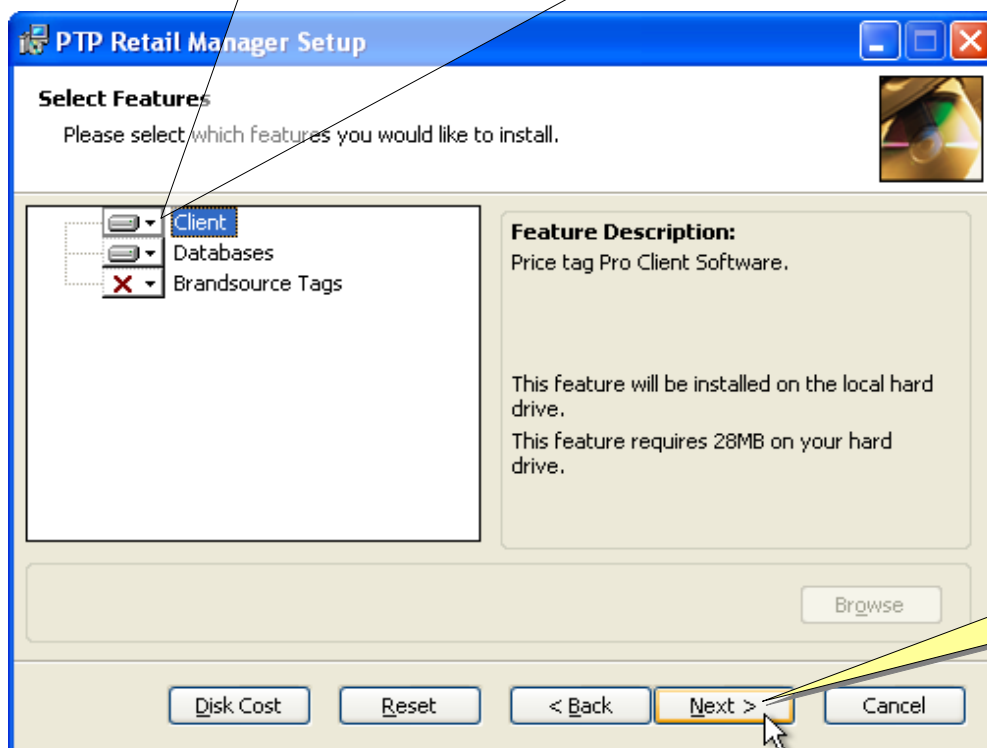 PTP Retail Manager Setup
Select Features
Please select which features you would like to install.
Client
Databases
Brandsource Tags
Feature Description:
Price tag Pro Client Software.
This feature will be installed on the local hard
drive.
This feature requires 28MB on your hard
drive.
Browse
Disk Cost
Reset
< Back
Next >
Cancel